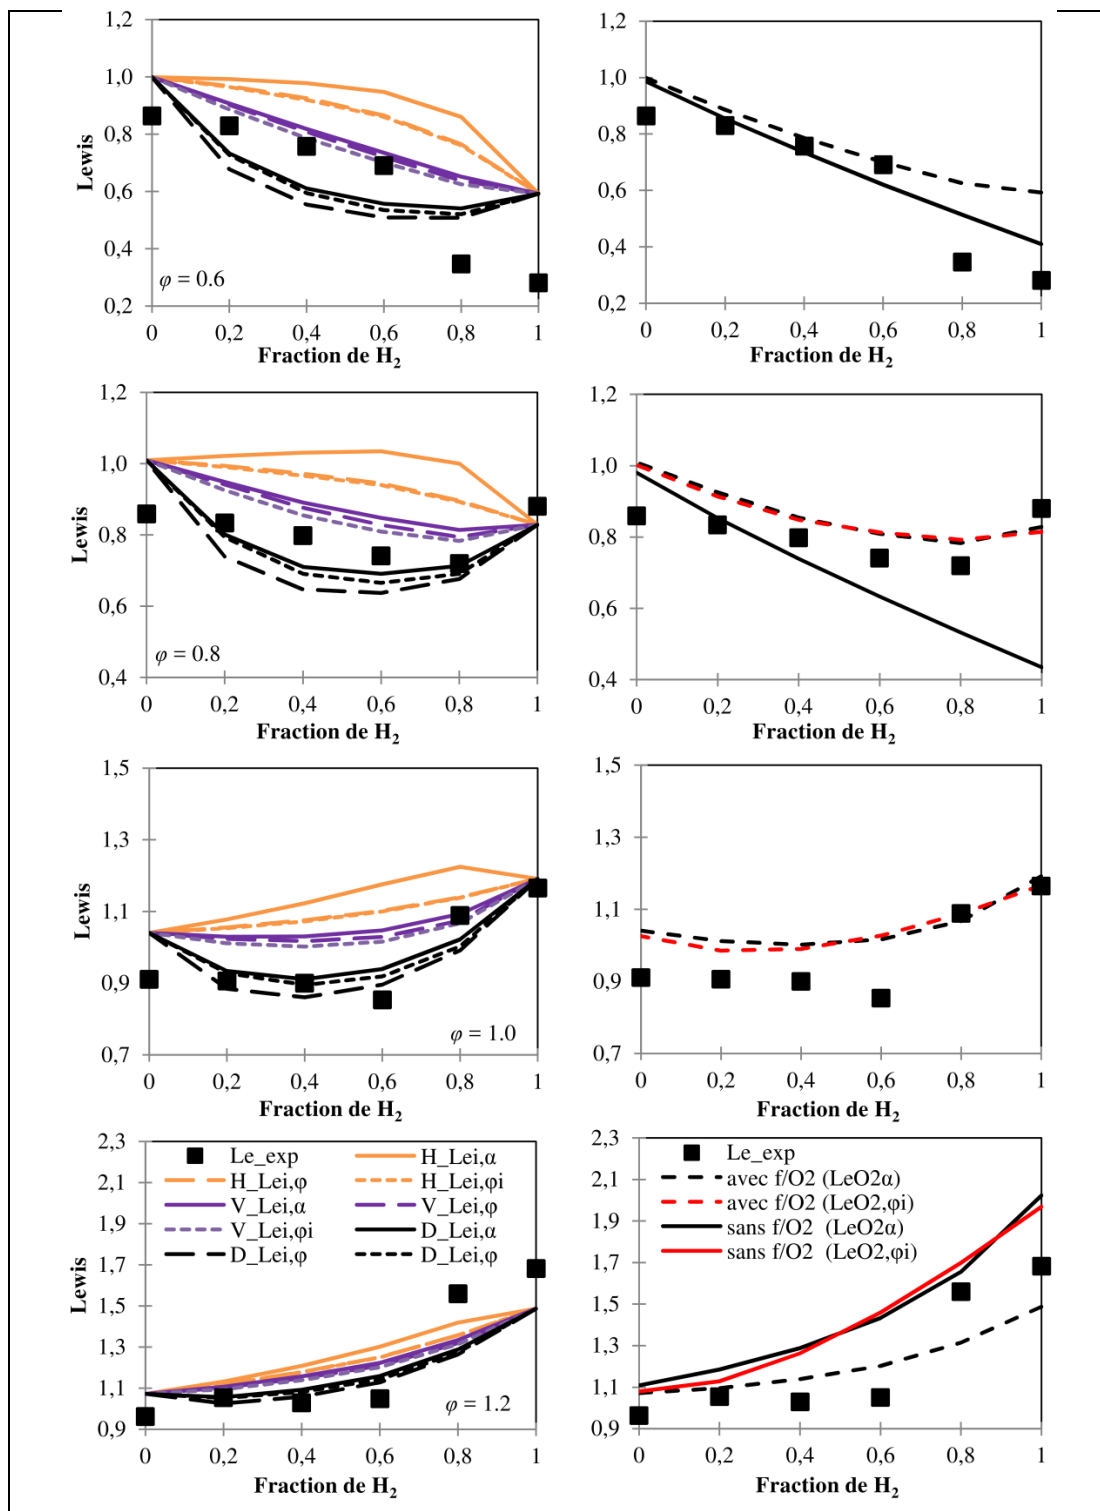 1,2
1,0
0,8
0,6
0,4
0,2
Lewis
φ = 0.6
0 0,2 0,4 0,6 0,8 1
Fraction de H2
1,2
1,0
0,8
0,6
0,4
0,2
0 0,2 0,4 0,6 0,8 1
Fraction de H2
1,2
1,0
0,8
0,6
0,4
Lewis
φ = 0.8
0 0,2 0,4 0,6 0,8 1
Fraction de H2
1,2
1,0
0,8
0,6
0,4
0 0,2 0,4 0,6 0,8 1
Fraction de H2
1,5
1,3
1,1
0,9
0,7
Lewis
φ = 1.0
0 0,2 0,4 0,6 0,8 1
Fraction de H2
1,5
1,3
1,1
0,9
0,7
0 0,2 0,4 0,6 0,8 1
Fraction de H2
2,3
2,1
1,9
1,7
1,5
1,3
1,1
0,9
Lewis
Le_exp H_Lei,α
H_Lei,φ H_Lei,φi
V_Lei,α V_Lei,φ
V_Lei,φi D_Lei,α
D_Lei,φ D_Lei,φ
φ = 1.2
0 0,2 0,4 0,6 0,8 1
Fraction de H2
2,3
2,1
1,9
1,7
1,5
1,3
1,1
0,9
Le_exp
avec f/O2 (LeO2α)
avec f/O2 (LeO2,φi)
sans f/O2 (LeO2α)
sans f/O2 (LeO2,φi)
0 0,2 0,4 0,6 0,8 1
Fraction de H2